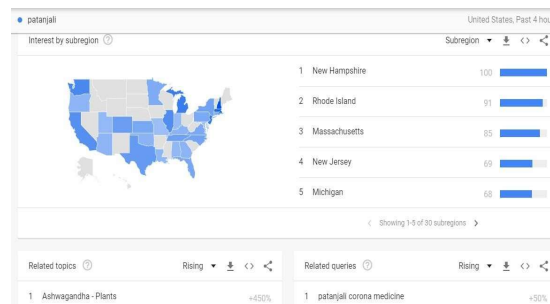 patanjali
United States, Past 4 hou
Interest by subregion
Subregion
1 New Hampshire 100
2 Rhode Island 91
3 Massachusetts 85
4 New Jersey 69
5 Michigan 68
Showing 1-5 of 30 subregions
Related topics
Rising
1 Ashwagandha - Plants +450%
Related queries
Rising
1 patanjali corona medicine +50%